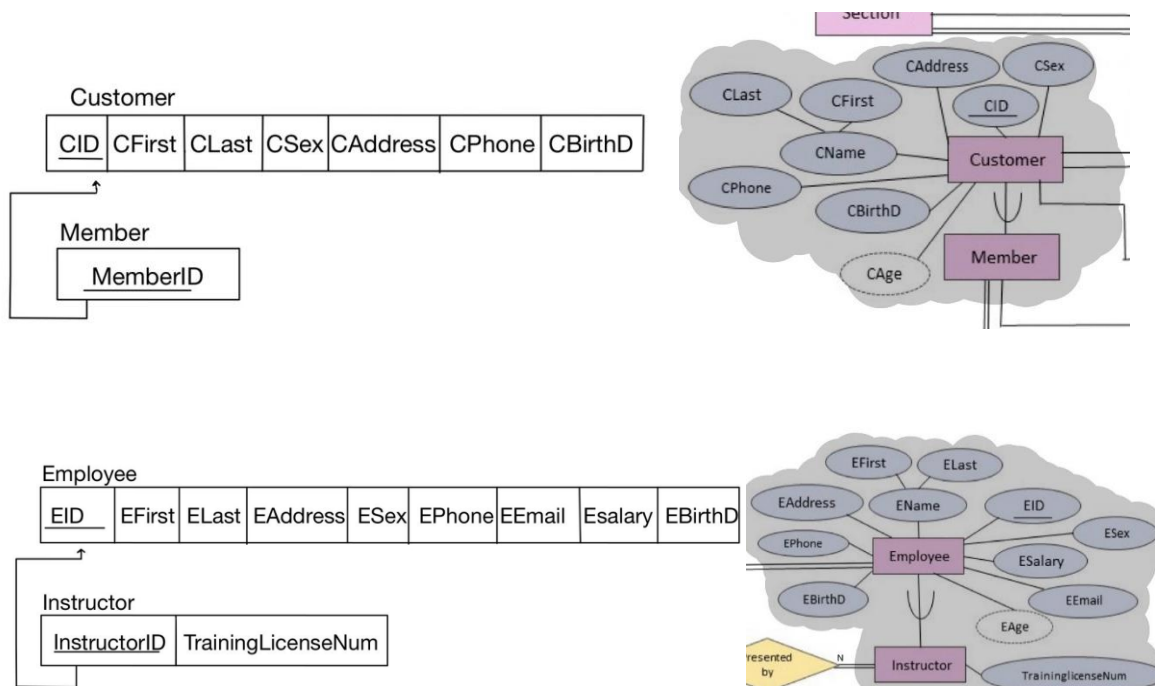 Section
Customer
CID CFirst CLast CSex CAddress CPhone CBirthD
Member
MemberID
CAddress
CSex
CLast
CFirst
CID
CName
Customer
CPhone
CBirthD
Member
CAge
Employee
EID EFirst ELast EAddress ESex EPhone EEmail Esalary EBirthD
Instructor
InstructorID TrainingLicenseNum
EFirst
ELast
EAddress
EName
EID
ESex
EPhone
Employee
ESalary
EBirthD
EEmail
EAge
N
resented
by
Instructor
TraininglicenseNum